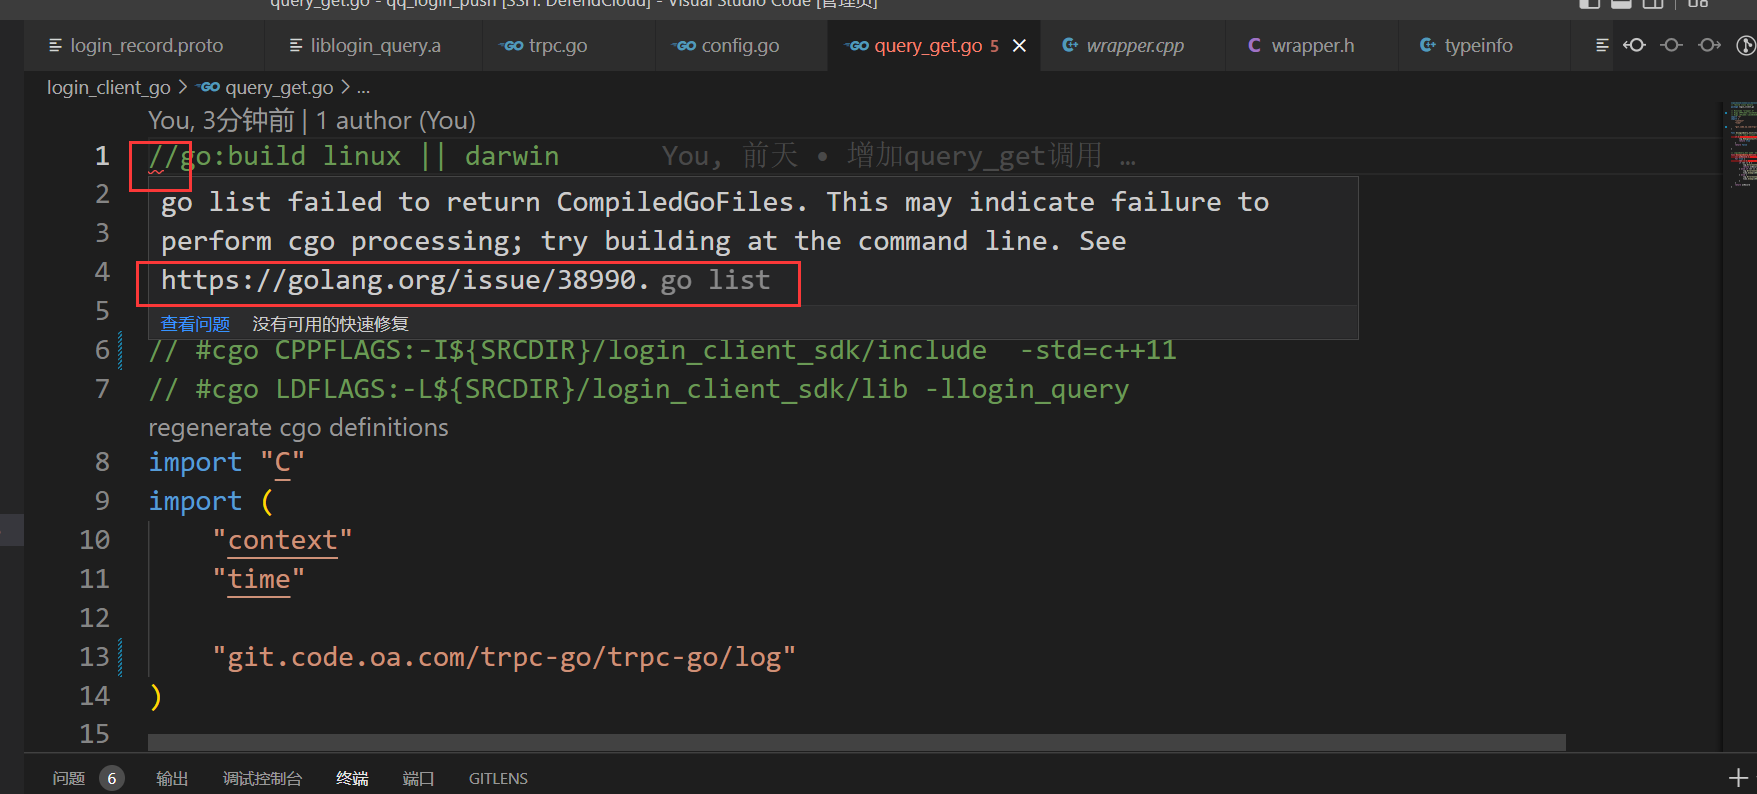 query_get.go - qq_login_push [SSH: DefendCloud] - Visual Studio Code [管理员]
login_record.proto
liblogin_query.a
GO trpc.go
GO config.go
GO query_get.go 5
wrapper.cpp
C wrapper.h
typeinfo
login_client_go > GO query_get.go > ...
You, 3分钟前 | 1 author (You)
1 //go:build linux || darwin You, 前天 • 增加query_get调用 …
2
go list failed to return CompiledGoFiles. This may indicate failure to
3
perform cgo processing; try building at the command line. See
4
https://golang.org/issue/38990. go list
5
查看问题 没有可用的快速修复
6 // #cgo CPPFLAGS:-I${SRCDIR}/login_client_sdk/include -std=c++11
7 // #cgo LDFLAGS:-L${SRCDIR}/login_client_sdk/lib -llogin_query
regenerate cgo definitions
8 import "C"
9 import (
10 "context"
11 "time"
12
13 "git.code.oa.com/trpc-go/trpc-go/log"
14 )
15
问题 6 输出 调试控制台 终端 端口 GITLENS